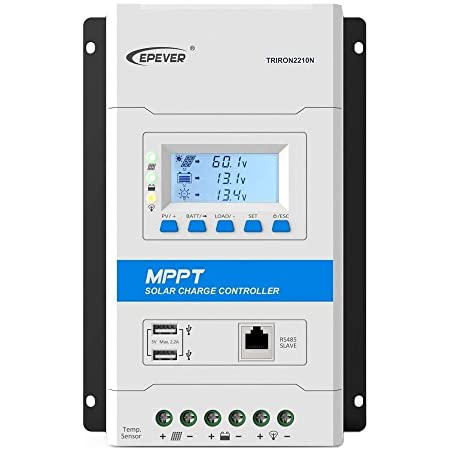 EPEVER ®
TRIRON2210N
60.1v
13.1v
13.4v
PV/+ BATT/➡ LOAD/- SET ⏻/ESC
MPPT
SOLAR CHARGE CONTROLLER
5V Max. 2.2A
RS485
SLAVE
Temp.
Sensor
+ - + - + -